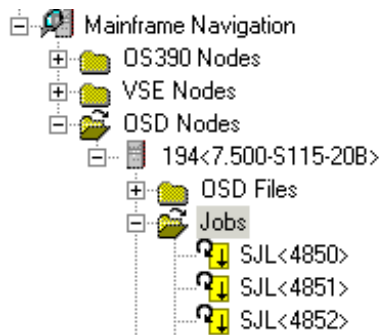 Mainframe Navigation
OS390 Nodes
VSE Nodes
OSD Nodes
194<7.500-S115-20B>
OSD Files
Jobs
SJL<4850>
SJL<4851>
SJL<4852>